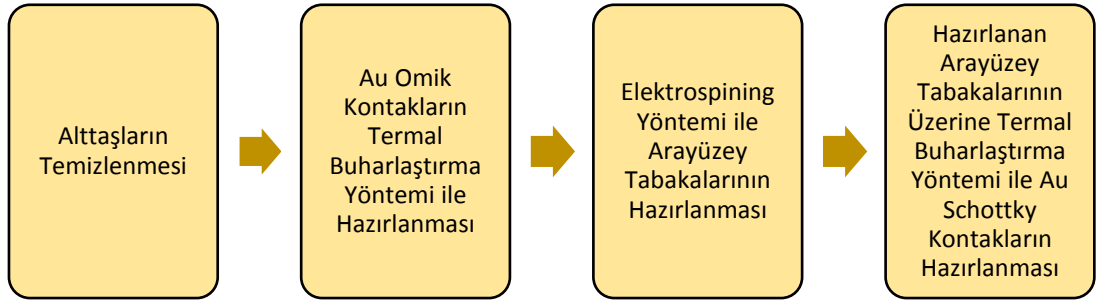 Alttaşların
Temizlenmesi
Au Omik
Kontakların
Termal
Buharlaştırma
Yöntemi ile
Hazırlanması
Elektrospining
Yöntemi ile
Arayüzey
Tabakalarının
Hazırlanması
Hazırlanan
Arayüzey
Tabakalarının
Üzerine Termal
Buharlaştırma
Yöntemi ile Au
Schottky
Kontakların
Hazırlanması